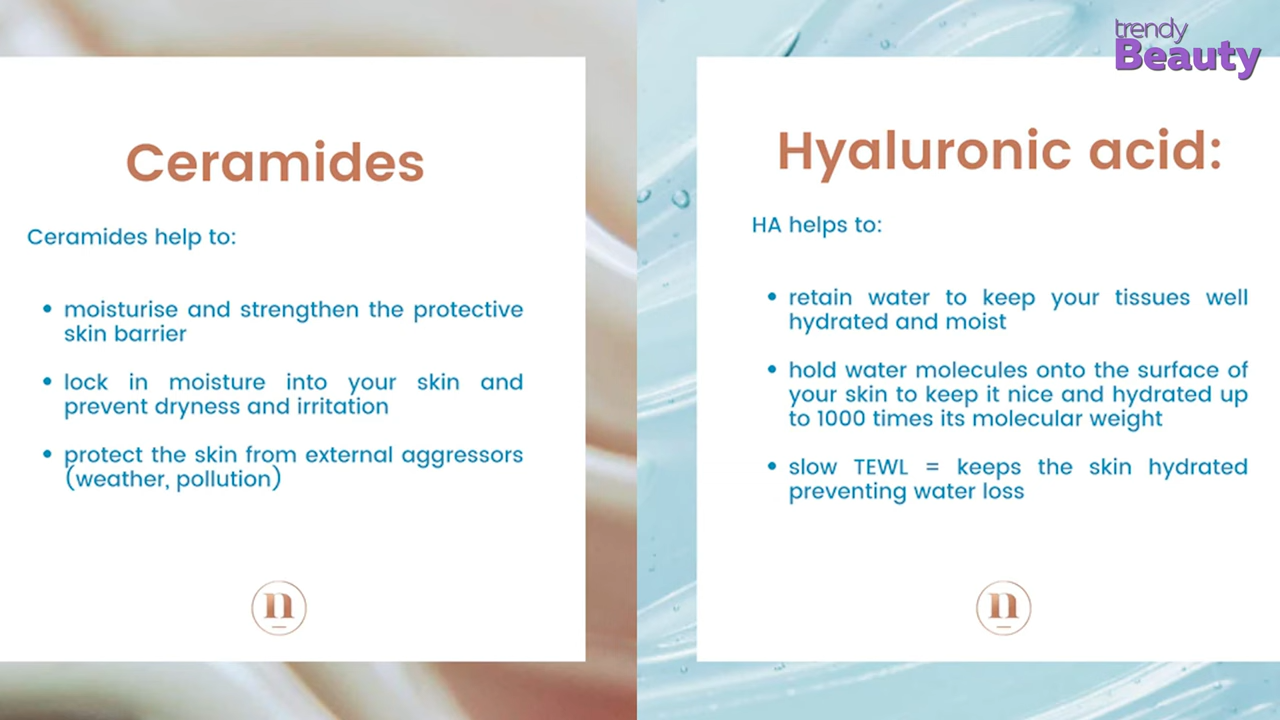 trendy
Beauty
Ceramides
Ceramides help to:
• moisturise and strengthen the protective
skin barrier
• lock in moisture into your skin and
prevent dryness and irritation
• protect the skin from external aggressors
(weather, pollution)
n
Hyaluronic acid:
HA helps to:
• retain water to keep your tissues well
hydrated and moist
• hold water molecules onto the surface of
your skin to keep it nice and hydrated up
to 1000 times its molecular weight
• slow TEWL = keeps the skin hydrated
preventing water loss
n